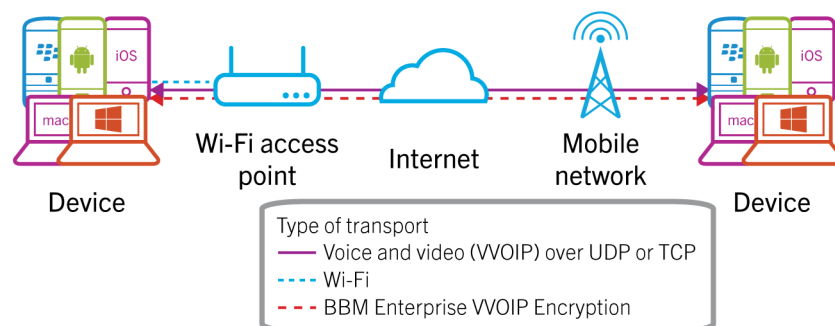 iOS
mac
Device
Wi-Fi access
point
Internet
Mobile
network
iOS
mac
Device
Type of transport
Voice and video (VVOIP) over UDP or TCP
Wi-Fi
BBM Enterprise VVOIP Encryption